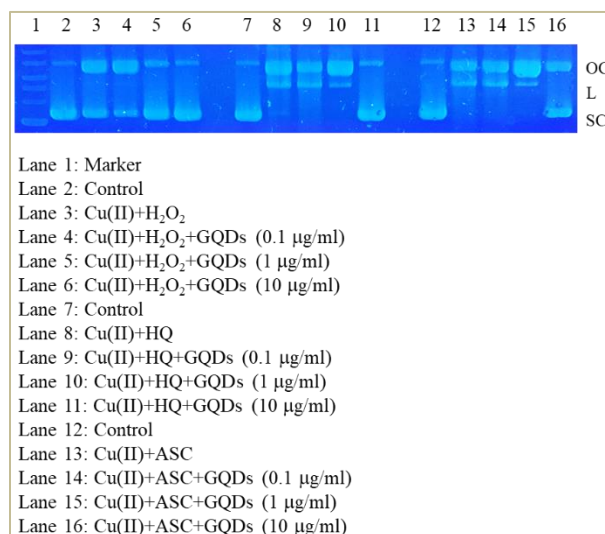 1 2 3 4 5 6 7 8 9 10 11 12 13 14 15 16
OC
L
SC
Lane 1: Marker
Lane 2: Control
Lane 3: Cu(II)+H₂O₂
Lane 4: Cu(II)+H₂O₂+GQDs (0.1 μg/ml)
Lane 5: Cu(II)+H₂O₂+GQDs (1 μg/ml)
Lane 6: Cu(II)+H₂O₂+GQDs (10 μg/ml)
Lane 7: Control
Lane 8: Cu(II)+HQ
Lane 9: Cu(II)+HQ+GQDs (0.1 μg/ml)
Lane 10: Cu(II)+HQ+GQDs (1 μg/ml)
Lane 11: Cu(II)+HQ+GQDs (10 μg/ml)
Lane 12: Control
Lane 13: Cu(II)+ASC
Lane 14: Cu(II)+ASC+GQDs (0.1 μg/ml)
Lane 15: Cu(II)+ASC+GQDs (1 μg/ml)
Lane 16: Cu(II)+ASC+GQDs (10 μg/ml)